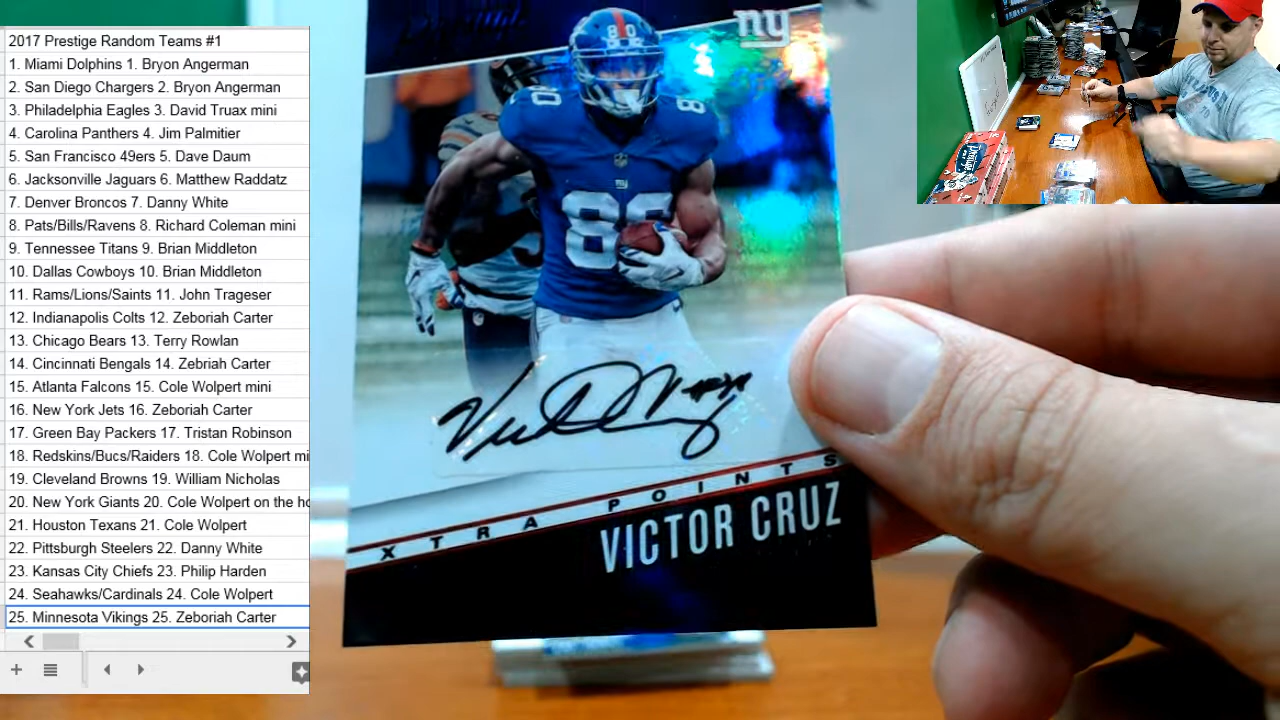 2017 Prestige Random Teams #1
1. Miami Dolphins 1. Bryon Angerman
2. San Diego Chargers 2. Bryon Angerman
3. Philadelphia Eagles 3. David Truax mini
4. Carolina Panthers 4. Jim Palmitier
5. San Francisco 49ers 5. Dave Daum
6. Jacksonville Jaguars 6. Matthew Raddatz
7. Denver Broncos 7. Danny White
8. Pats/Bills/Ravens 8. Richard Coleman mini
9. Tennessee Titans 9. Brian Middleton
10. Dallas Cowboys 10. Brian Middleton
11. Rams/Lions/Saints 11. John Trageser
12. Indianapolis Colts 12. Zeboriah Carter
13. Chicago Bears 13. Terry Rowlan
14. Cincinnati Bengals 14. Zebriah Carter
15. Atlanta Falcons 15. Cole Wolpert mini
16. New York Jets 16. Zeboriah Carter
17. Green Bay Packers 17. Tristan Robinson
18. Redskins/Bucs/Raiders 18. Cole Wolpert mi
19. Cleveland Browns 19. William Nicholas
20. New York Giants 20. Cole Wolpert on the ho
21. Houston Texans 21. Cole Wolpert
22. Pittsburgh Steelers 22. Danny White
23. Kansas City Chiefs 23. Philip Harden
24. Seahawks/Cardinals 24. Cole Wolpert
25. Minnesota Vikings 25. Zeboriah Carter
ny
80
80
80
XTRA POINTS
VICTOR CRUZ